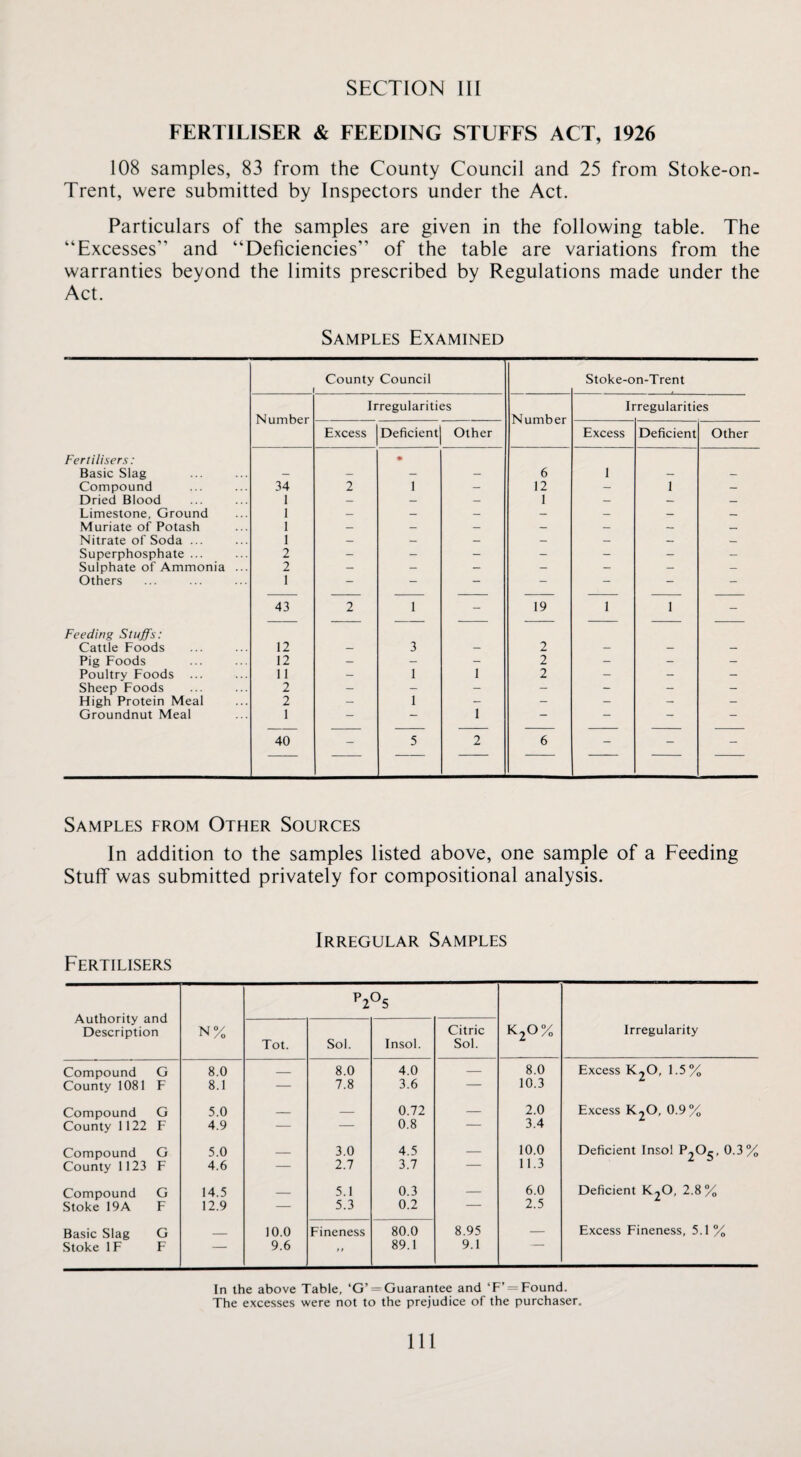 SECTION III
FERTILISER & FEEDING STUFFS ACT, 1926
108 samples, 83 from the County Council and 25 from Stoke-on-
Trent, were submitted by Inspectors under the Act.
Particulars of the samples are given in the following table. The
“Excesses” and “Deficiencies” of the table are variations from the
warranties beyond the limits prescribed by Regulations made under the
Act.
SAMPLES EXAMINED
County Council Stoke-on-Trent
Number Irregularities Number Irregularities
Excess Deficient Other Excess Deficient Other
Fertilisers:
Basic Slag ... ... — — — — 6 1 — —
Compound ... ... 34 2 1 — 12 — 1 —
Dried Blood ... ... 1 — — — 1 — — —
Limestone, Ground ... 1 — — — — — — —
Muriate of Potash ... 1 — — — — — — —
Nitrate of Soda ... ... 1 — — — — — — —
Superphosphate ... ... 2 — — — — — — —
Sulphate of Ammonia ... 2 — — — — — — —
Others ... ... ... 1 — — — — — — —
43 2 1 — 19 1 1 —
Feeding Stuffs:
Cattle Foods ... ... 12 — 3 — 2 — — —
Pig Foods ... ... 12 — — — 2 — — —
Poultry Foods ... ... 11 — 1 1 2 — — —
Sheep Foods ... ... 2 — — — — — — —
High Protein Meal ... 2 — 1 — — — — —
Groundnut Meal ... 1 — — 1 — — — —
40 — 5 2 6 — — —
SAMPLES FROM OTHER SOURCES
In addition to the samples listed above, one sample of a Feeding
Stuff was submitted privately for compositional analysis.
IRREGULAR SAMPLES
FERTILISERS
Authority and Description N% P₂O₅ K₂O% Irregularity
Tot. Sol. Insol. Citric Sol.
Compound G 8.0 — 8.0 4.0 — 8.0 Excess K₂O, 1.5%
County 1081 F 8.1 — 7.8 3.6 — 10.3
Compound G 5.0 — — 0.72 — 2.0 Excess K₂O, 0.9%
County 1122 F 4.9 — — 0.8 — 3.4
Compound G 5.0 — 3.0 4.5 — 10.0 Deficient Insol P₂O₅, 0.3%
County 1123 F 4.6 — 2.7 3.7 — 11.3
Compound G 14.5 — 5.1 0.3 — 6.0 Deficient K₂O, 2.8%
Stoke 19A F 12.9 — 5.3 0.2 — 2.5
Basic Slag G — 10.0 Fineness 80.0 8.95 — Excess Fineness, 5.1%
Stoke 1F F — 9.6 ,, 89.1 9.1 —
In the above Table, ‘G’ = Guarantee and ‘F’ = Found.
The excesses were not to the prejudice of the purchaser.
111